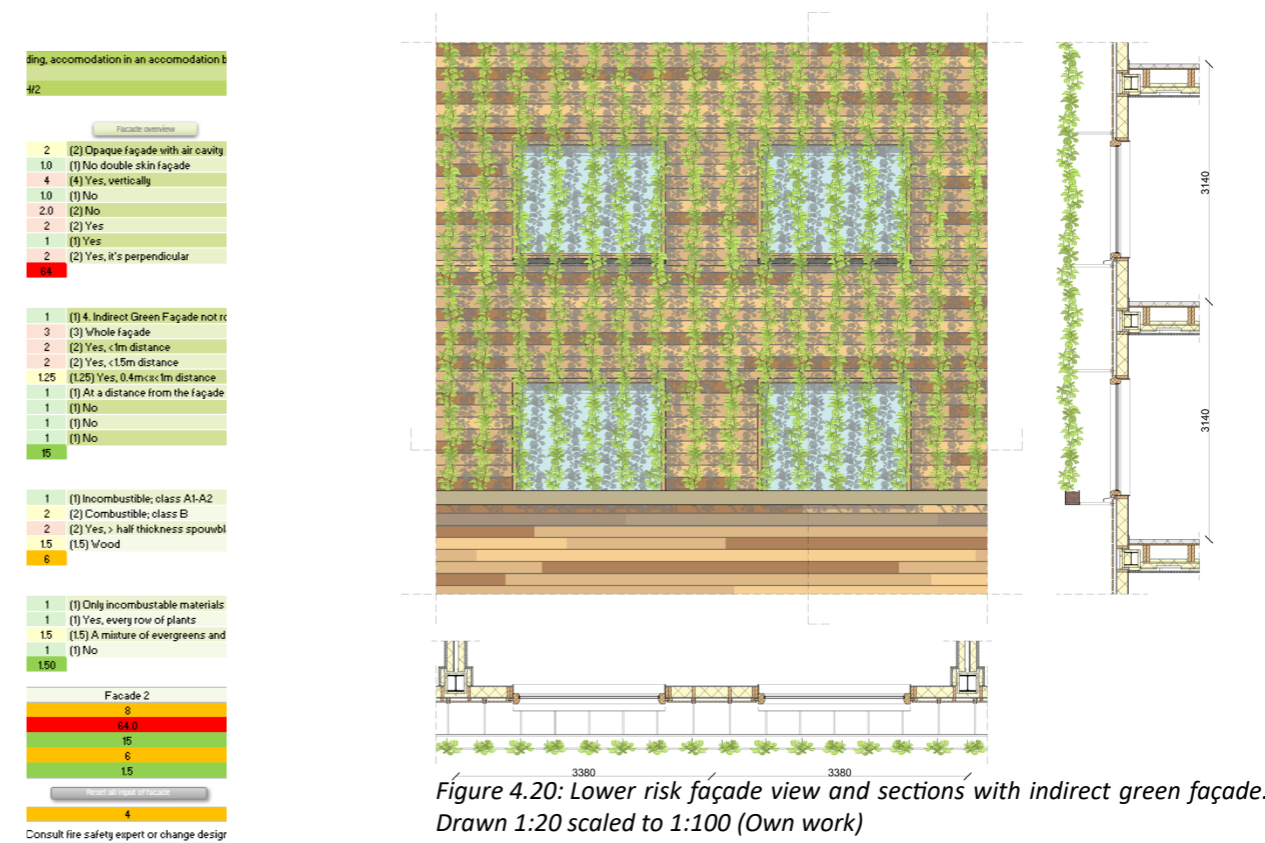 ding, accomodation in an accomodation b
H/2
Facade overview
2 (2) Opaque façade with air cavity
1.0 (1) No double skin façade
4 (4) Yes, vertically
1.0 (1) No
2.0 (2) No
2 (2) Yes
1 (1) Yes
2 (2) Yes, it's perpendicular
64
1 (1) 4. Indirect Green Façade not ro
3 (3) Whole façade
2 (2) Yes, <1m distance
2 (2) Yes, <1.5m distance
1.25 (1.25) Yes, 0.4m<x<1m distance
1 (1) At a distance from the façade
1 (1) No
1 (1) No
1 (1) No
15
1 (1) Incombustible; class A1-A2
2 (2) Combustible; class B
2 (2) Yes, > half thickness spouwbl
1.5 (1.5) Wood
6
1 (1) Only incombustable materials
1 (1) Yes, every row of plants
1.5 (1.5) A mixture of evergreens and
1 (1) No
1.50
Facade 2
8
64.0
15
6
1.5
Reset all input of facade
4
Consult fire safety expert or change design
3140
3140
3380 3380
Figure 4.20: Lower risk façade view and sections with indirect green façade.
Drawn 1:20 scaled to 1:100 (Own work)